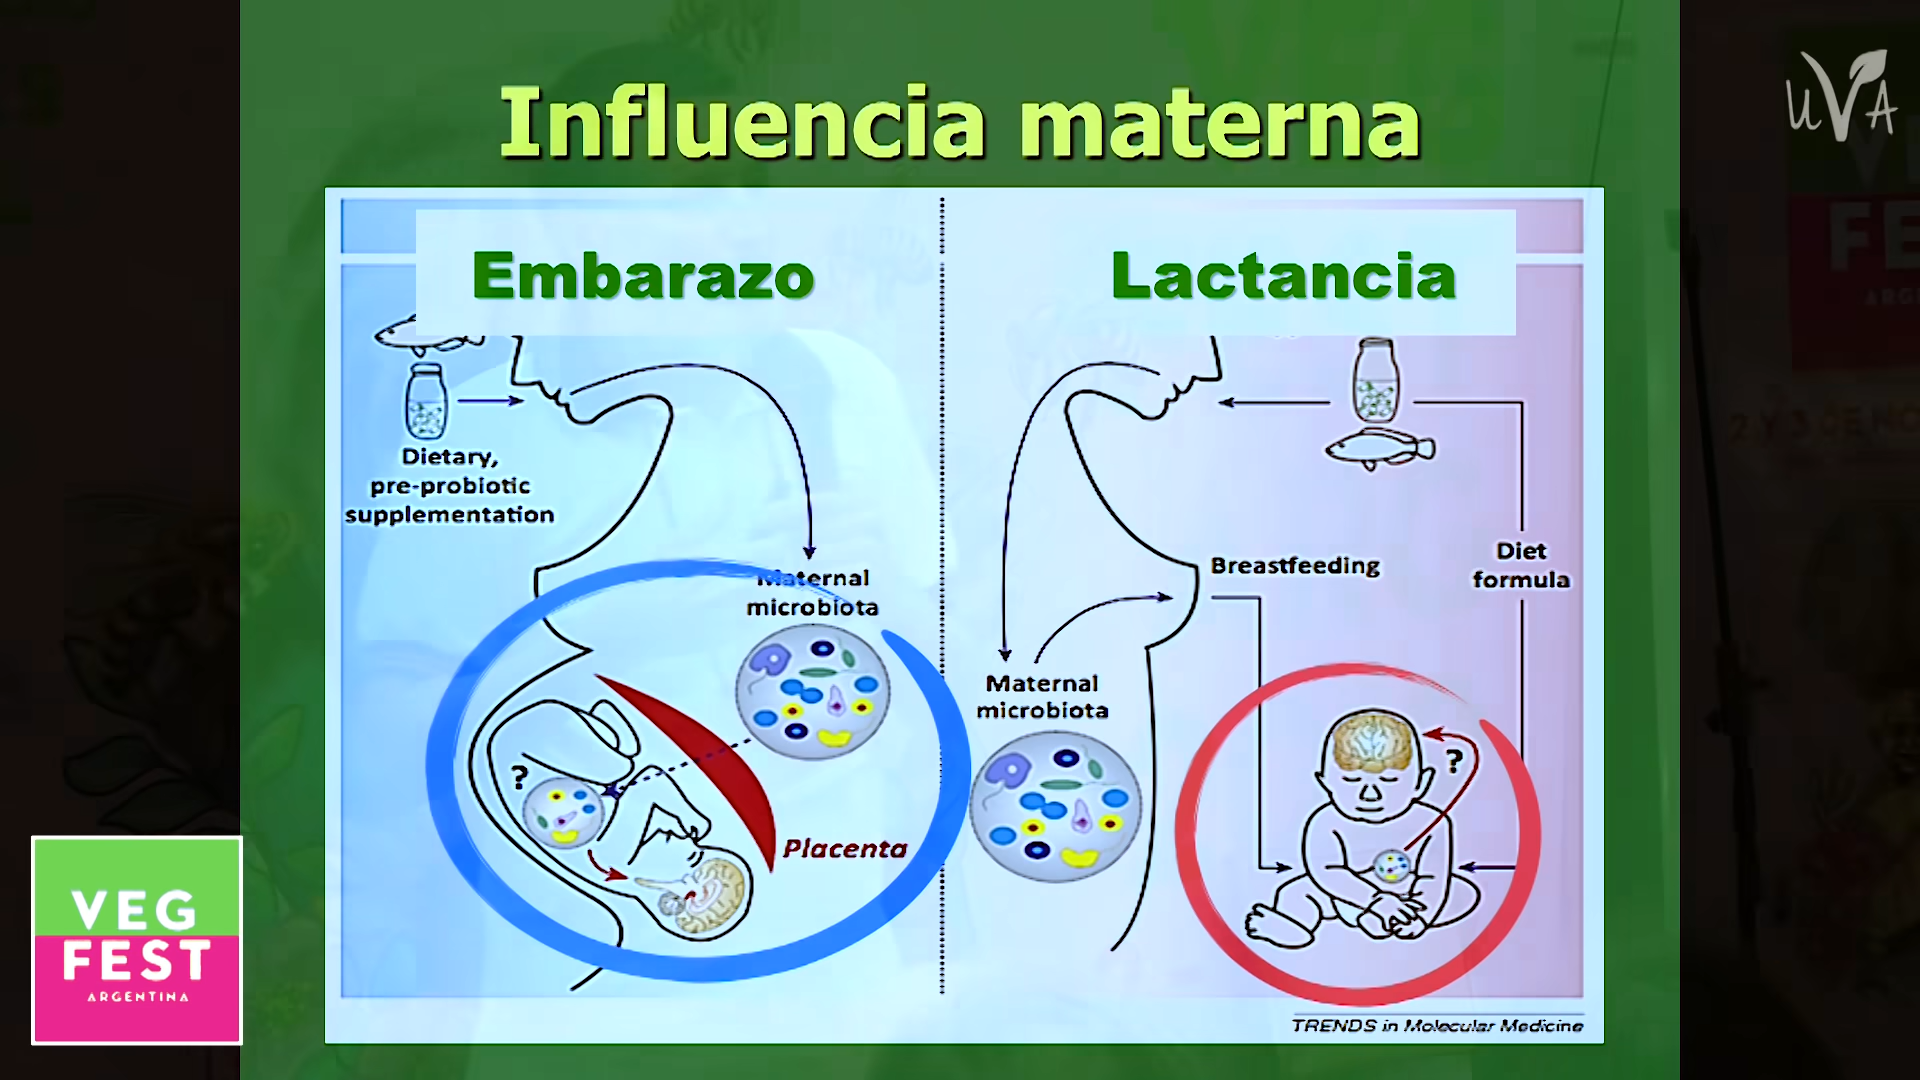 Influencia materna
UVA
Embarazo
Lactancia
Dietary,
pre-probiotic
supplementation
Maternal
microbiota
?
Placenta
Breastfeeding
Diet
formula
Maternal
microbiota
?
TRENDS in Molecular Medicine
VEG
FEST
ARGENTINA